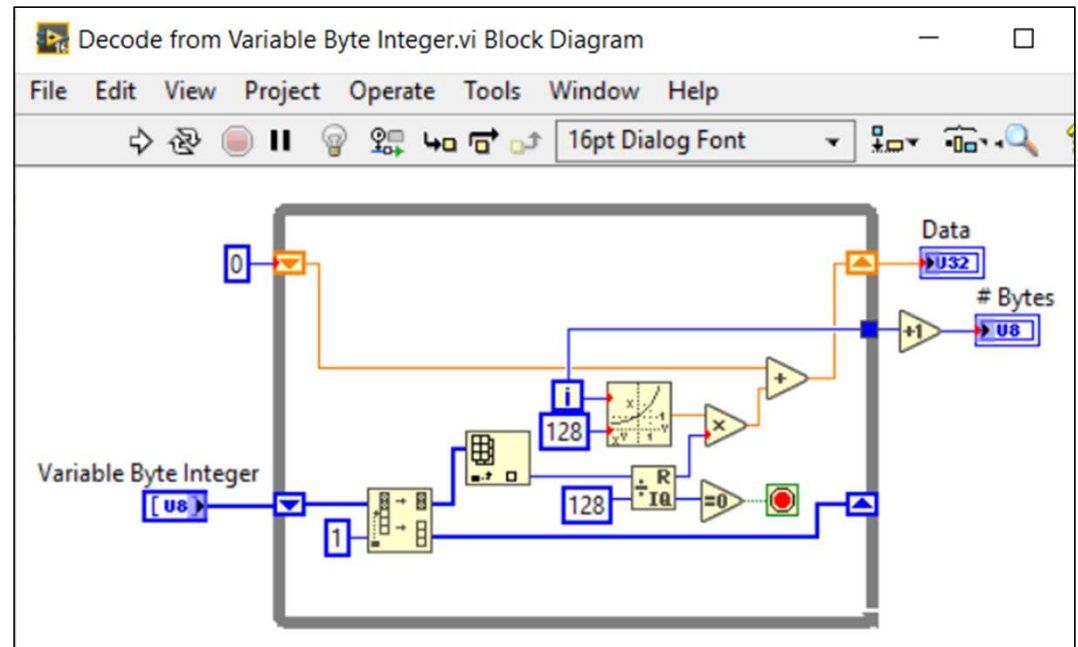 Decode from Variable Byte Integer.vi Block Diagram
File Edit View Project Operate Tools Window Help
16pt Dialog Font
Data
0
U32
# Bytes
+1
U8
+
i
x
128
x^y
1
×
Variable Byte Integer
R
[U8]
÷
IQ
128
=0
1